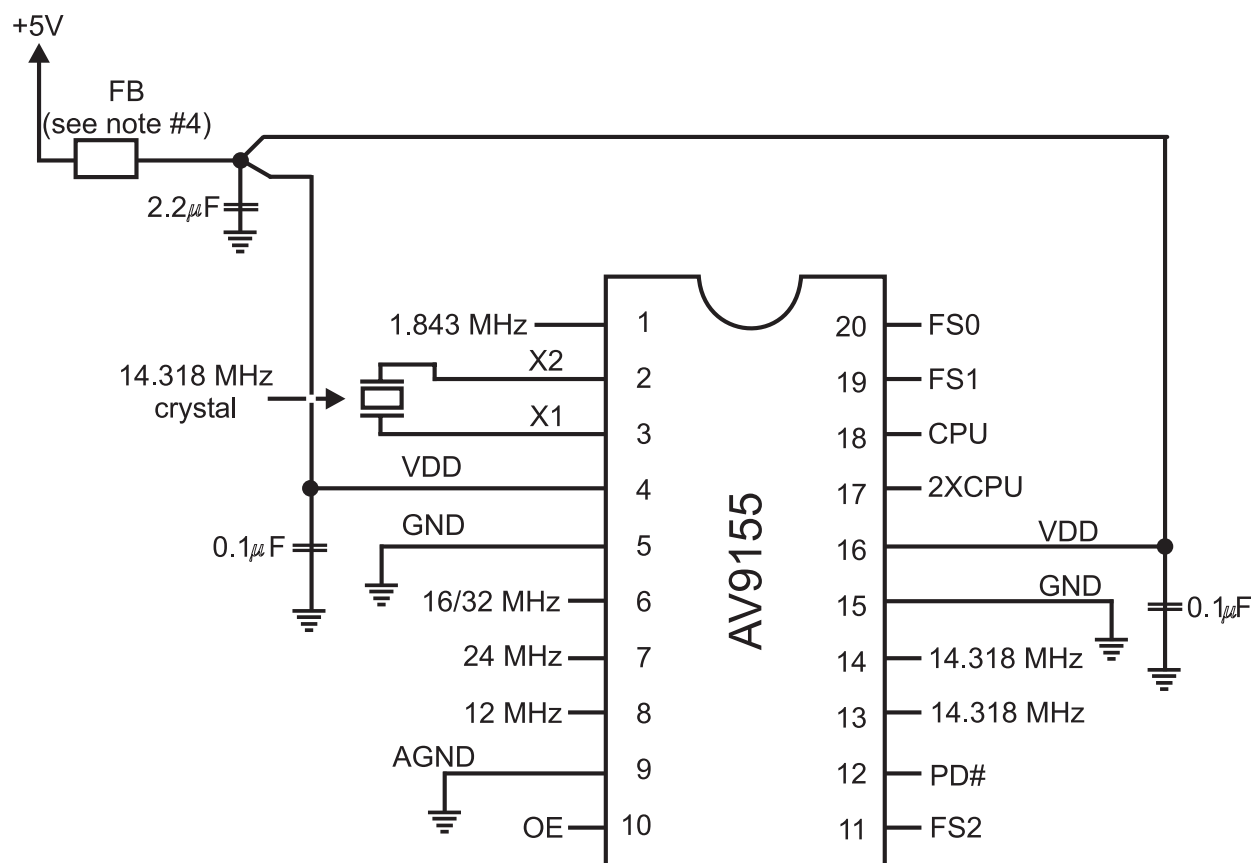 +5V
FB
(see note #4)
2.2µF
1.843 MHz
1
20
FS0
X2
14.318 MHz
crystal
2
19
FS1
X1
3
18
CPU
VDD
4
17
2XCPU
GND
0.1µF
5
16
VDD
16/32 MHz
6
15
GND
0.1µF
24 MHz
7
14
14.318 MHz
12 MHz
8
13
14.318 MHz
AGND
9
12
PD#
OE
10
11
FS2
AV9155